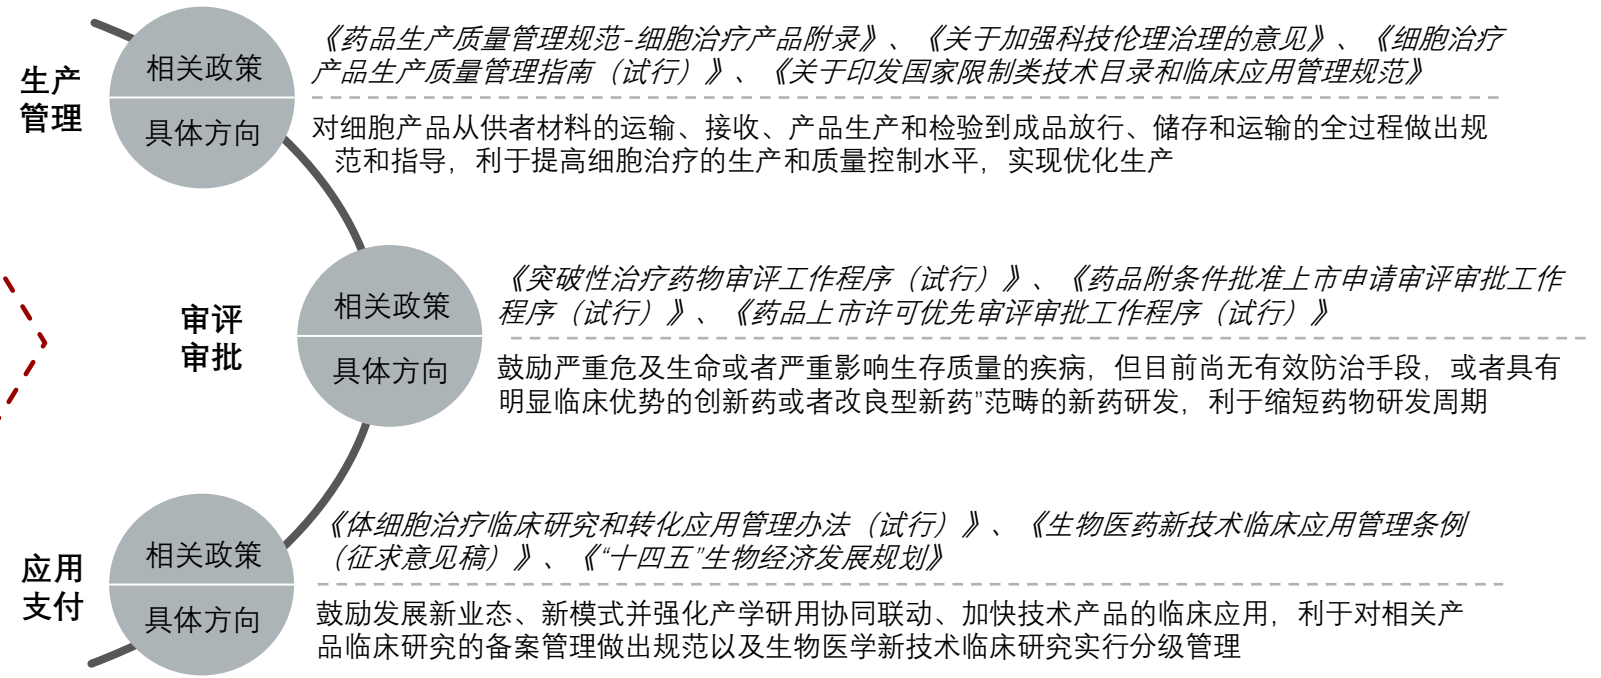 生产
管理
相关政策
具体方向
《药品生产质量管理规范-细胞治疗产品附录》、《关于加强科技伦理治理的意见》、《细胞治疗
产品生产质量管理指南（试行）》、《关于印发国家限制类技术目录和临床应用管理规范》
对细胞产品从供者材料的运输、接收、产品生产和检验到成品放行、储存和运输的全过程做出规
范和指导，利于提高细胞治疗的生产和质量控制水平，实现优化生产
审评
审批
相关政策
具体方向
《突破性治疗药物审评工作程序（试行）》、《药品附条件批准上市申请审评审批工作
程序（试行）》、《药品上市许可优先审评审批工作程序（试行）》
鼓励严重危及生命或者严重影响生存质量的疾病，但目前尚无有效防治手段，或者具有
明显临床优势的创新药或者改良型新药”范畴的新药研发，利于缩短药物研发周期
应用
支付
相关政策
具体方向
《体细胞治疗临床研究和转化应用管理办法（试行）》、《生物医药新技术临床应用管理条例
（征求意见稿）》、《“十四五”生物经济发展规划》
鼓励发展新业态、新模式并强化产学研用协同联动、加快技术产品的临床应用，利于对相关产
品临床研究的备案管理做出规范以及生物医学新技术临床研究实行分级管理